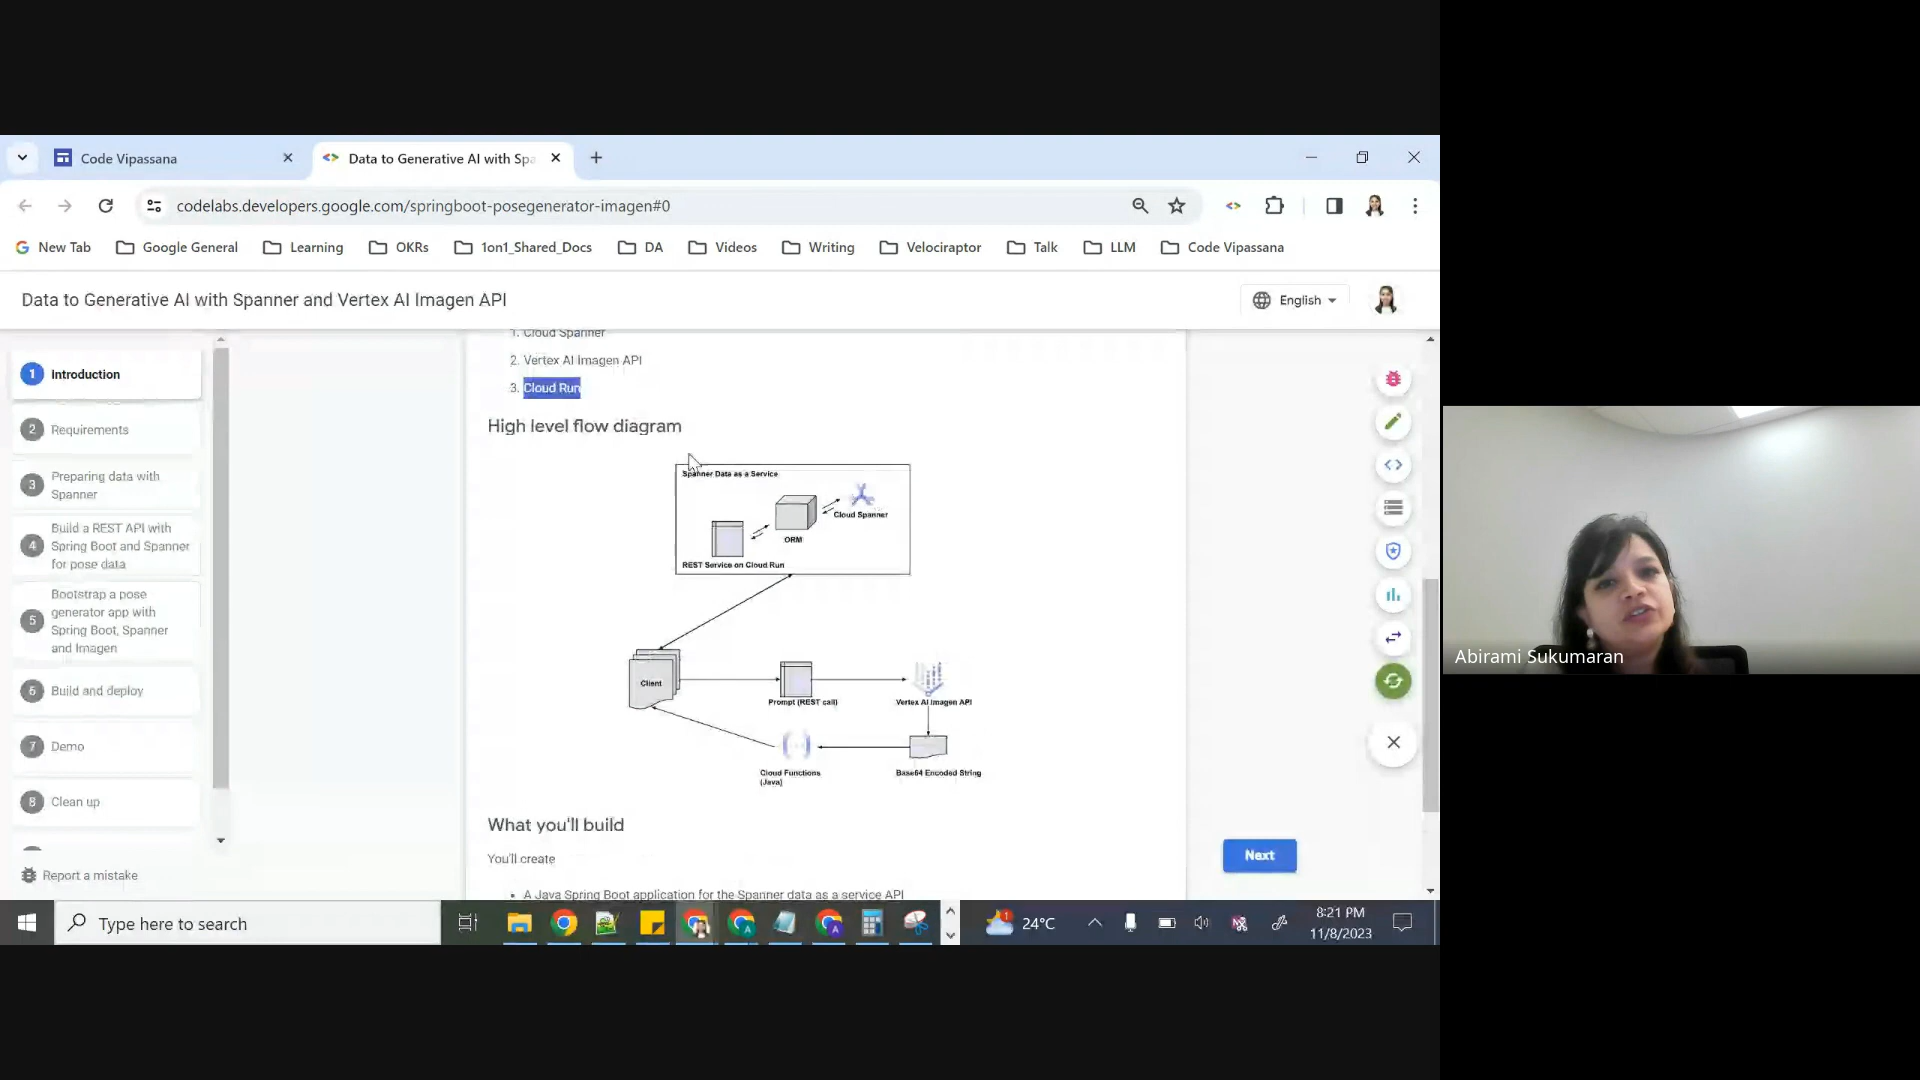 Code Vipassana
Data to Generative AI with Spa
codelabs.developers.google.com/springboot-posegenerator-imagen#0
New Tab
Google General
Learning
OKRs
1on1_Shared_Docs
DA
Videos
Writing
Velociraptor
Talk
LLM
Code Vipassana
Data to Generative AI with Spanner and Vertex AI Imagen API
English
1 Introduction
2 Requirements
3 Preparing data with
Spanner
4 Build a REST API with
Spring Boot and Spanner
for pose data
5 Bootstrap a pose
generator app with
Spring Boot, Spanner
and Imagen
6 Build and deploy
7 Demo
8 Clean up
Report a mistake
1. Cloud Spanner
2. Vertex AI Imagen API
3. Cloud Run
High level flow diagram
Spanner Data as a Service
Cloud Spanner
ORM
REST Service on Cloud Run
Client
Prompt (REST call)
Vertex AI Imagen API
Cloud Functions
(Java)
Base64 Encoded String
What you'll build
You'll create
• A Java Spring Boot application for the Spanner data as a service API
Next
Abirami Sukumaran
Type here to search
24°C
8:21 PM
11/8/2023